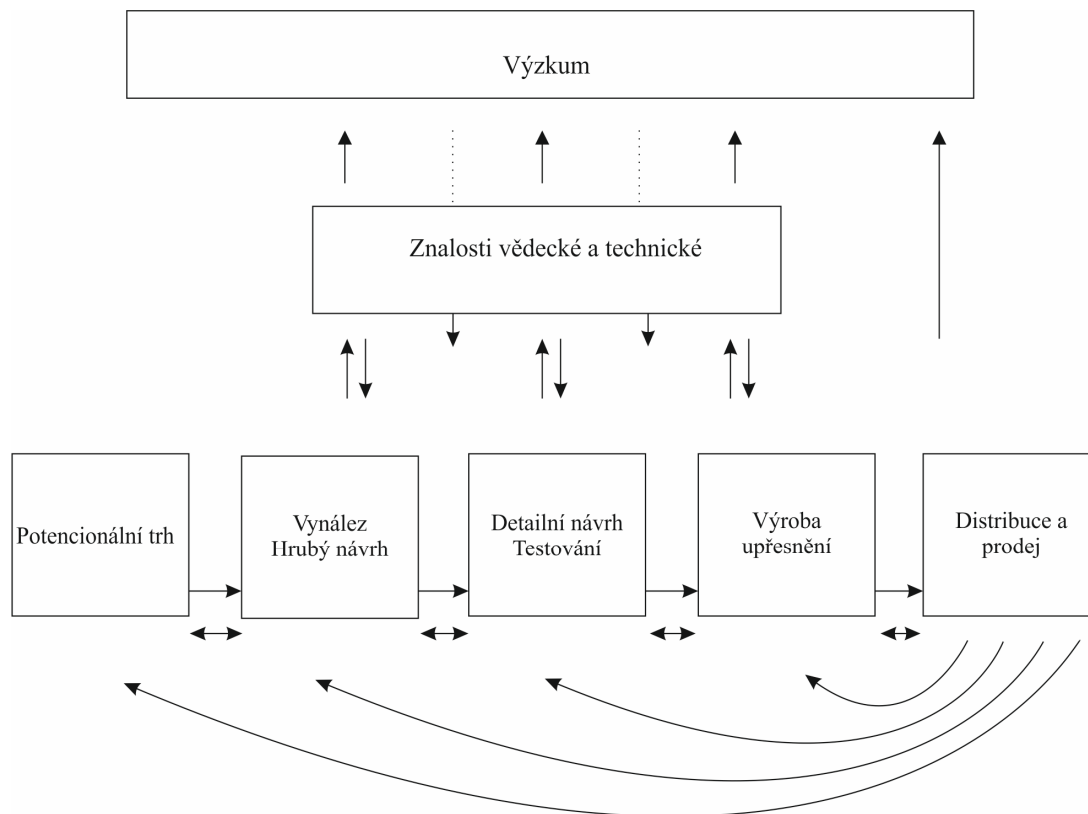 Výzkum
Znalosti vědecké a technické
Potencionální trh
Vynález
Hrubý návrh
Detailní návrh
Testování
Výroba
upřesnění
Distribuce a
prodej